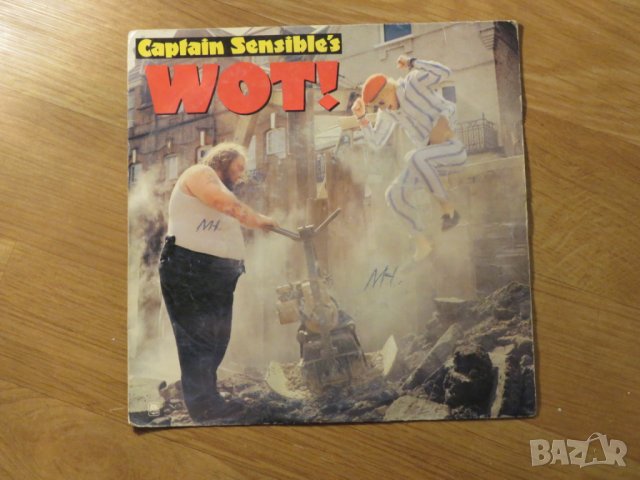 Captain Sensible's
WOT!
MH.
MH.
BAZAR